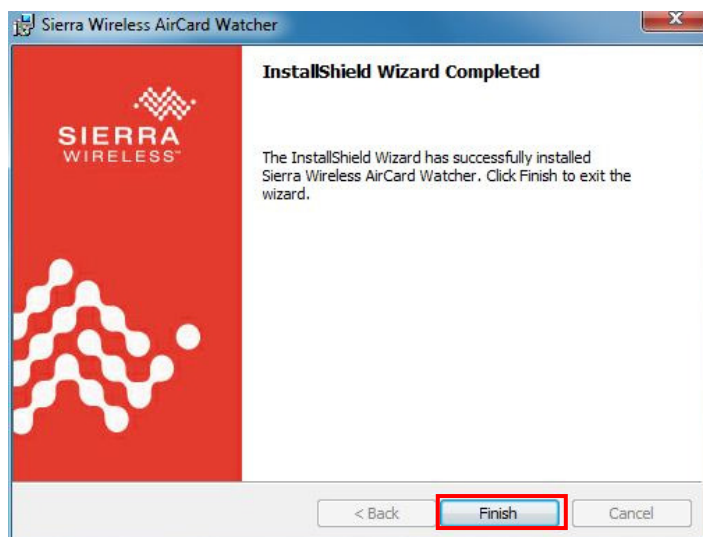 Sierra Wireless AirCard Watcher
InstallShield Wizard Completed
SIERRA
WIRELESS™
The InstallShield Wizard has successfully installed
Sierra Wireless AirCard Watcher. Click Finish to exit the
wizard.
< Back
Finish
Cancel